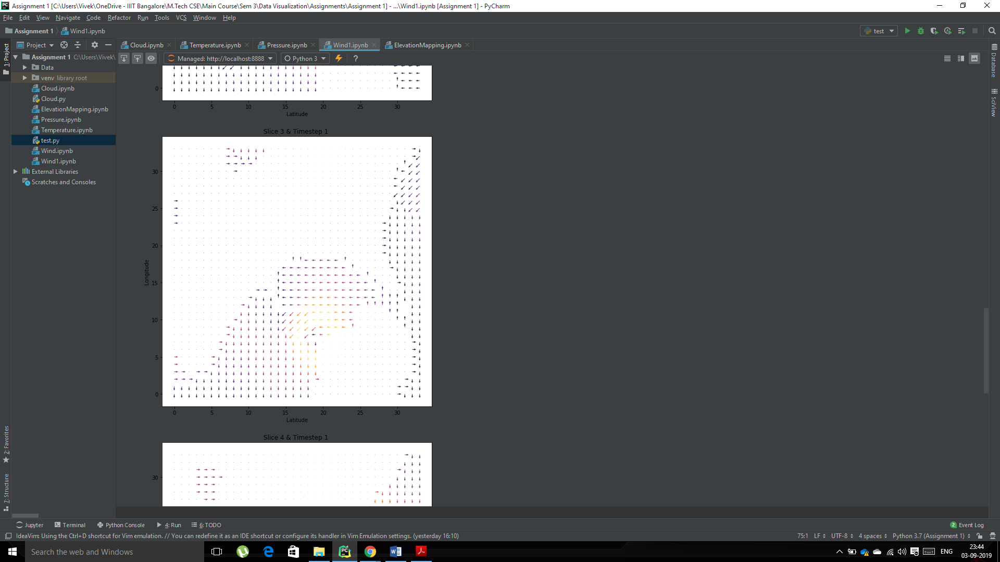 Assignment 1 [C:\Users\Vivek\OneDrive - IIIT Bangalore\M.Tech CSE\Main Course\Sem 3\Data Visualization\Assignments\Assignment 1] - ...\Wind1.ipynb [Assignment 1] - PyCharm
File Edit View Navigate Code Refactor Run Tools VCS Window Help
Assignment 1 Wind1.ipynb
test
Project
Cloud.ipynb Temperature.ipynb Pressure.ipynb Wind1.ipynb ElevationMapping.ipynb
Managed: http://localhost:8888 Python 3 ?
1: Project
Assignment 1 C:\Users\Vivek\
Data
venv library root
Cloud.ipynb
Cloud.py
ElevationMapping.ipynb
Pressure.ipynb
Temperature.ipynb
test.py
Wind.ipynb
Wind1.ipynb
External Libraries
Scratches and Consoles
2: Favorites
7: Structure
Database
SciView
0
0 5 10 15 20 25 30
Latitude
Slice 3 & Timestep 1
30
25
20
15
10
5
0
Longitude
0 5 10 15 20 25 30
Latitude
Slice 4 & Timestep 1
30
Jupyter Terminal Python Console 4: Run 6: TODO
2 Event Log
IdeaVim: Using the Ctrl+D shortcut for Vim emulation. // You can redefine it as an IDE shortcut or configure its handler in Vim Emulation settings. (yesterday 16:10)
75:1 LF UTF-8 4 spaces Python 3.7 (Assignment 1)
Search the web and Windows
ENG
23:44
03-09-2019